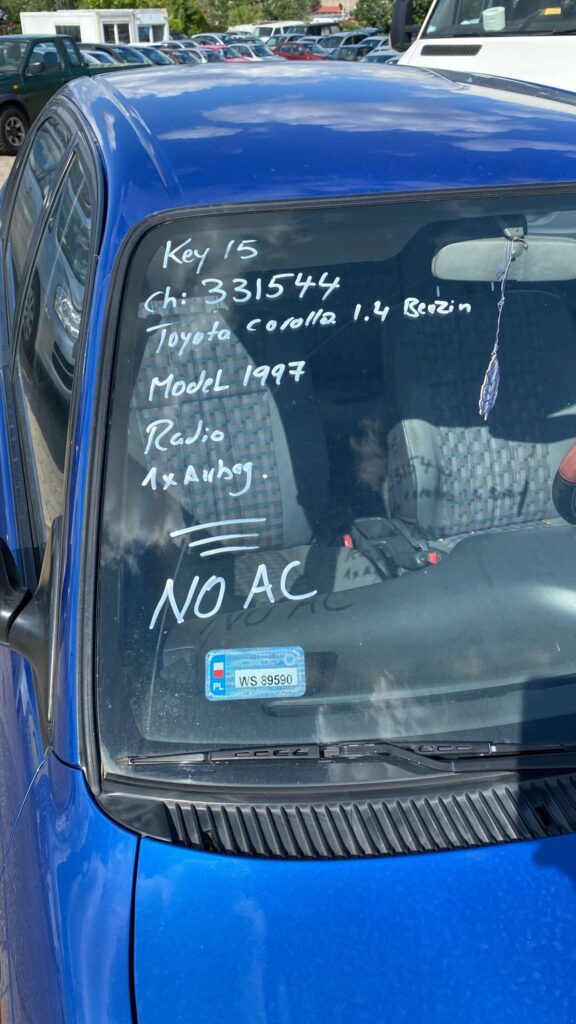 Key 15
Ch: 331544
Toyota Corolla 1.4 Benzin
Model 1997
Radio
1x Airbag.
NO AC
PL WS 89590